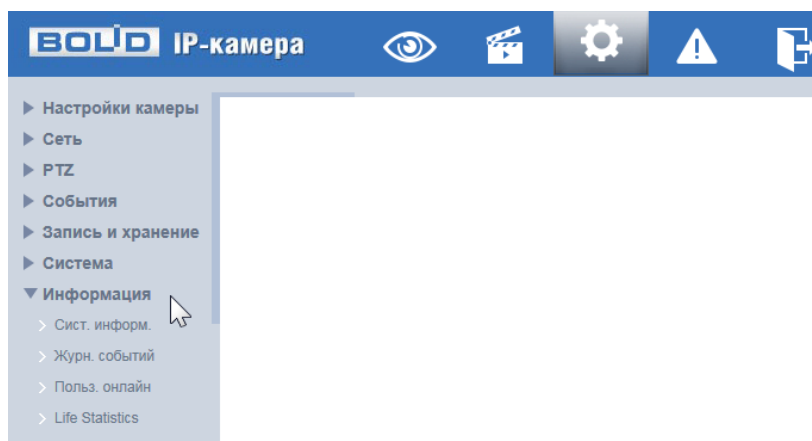 BOLID IP-камера
Настройки камеры
Сеть
PTZ
События
Запись и хранение
Система
Информация
Сист. информ.
Журн. событий
Польз. онлайн
Life Statistics